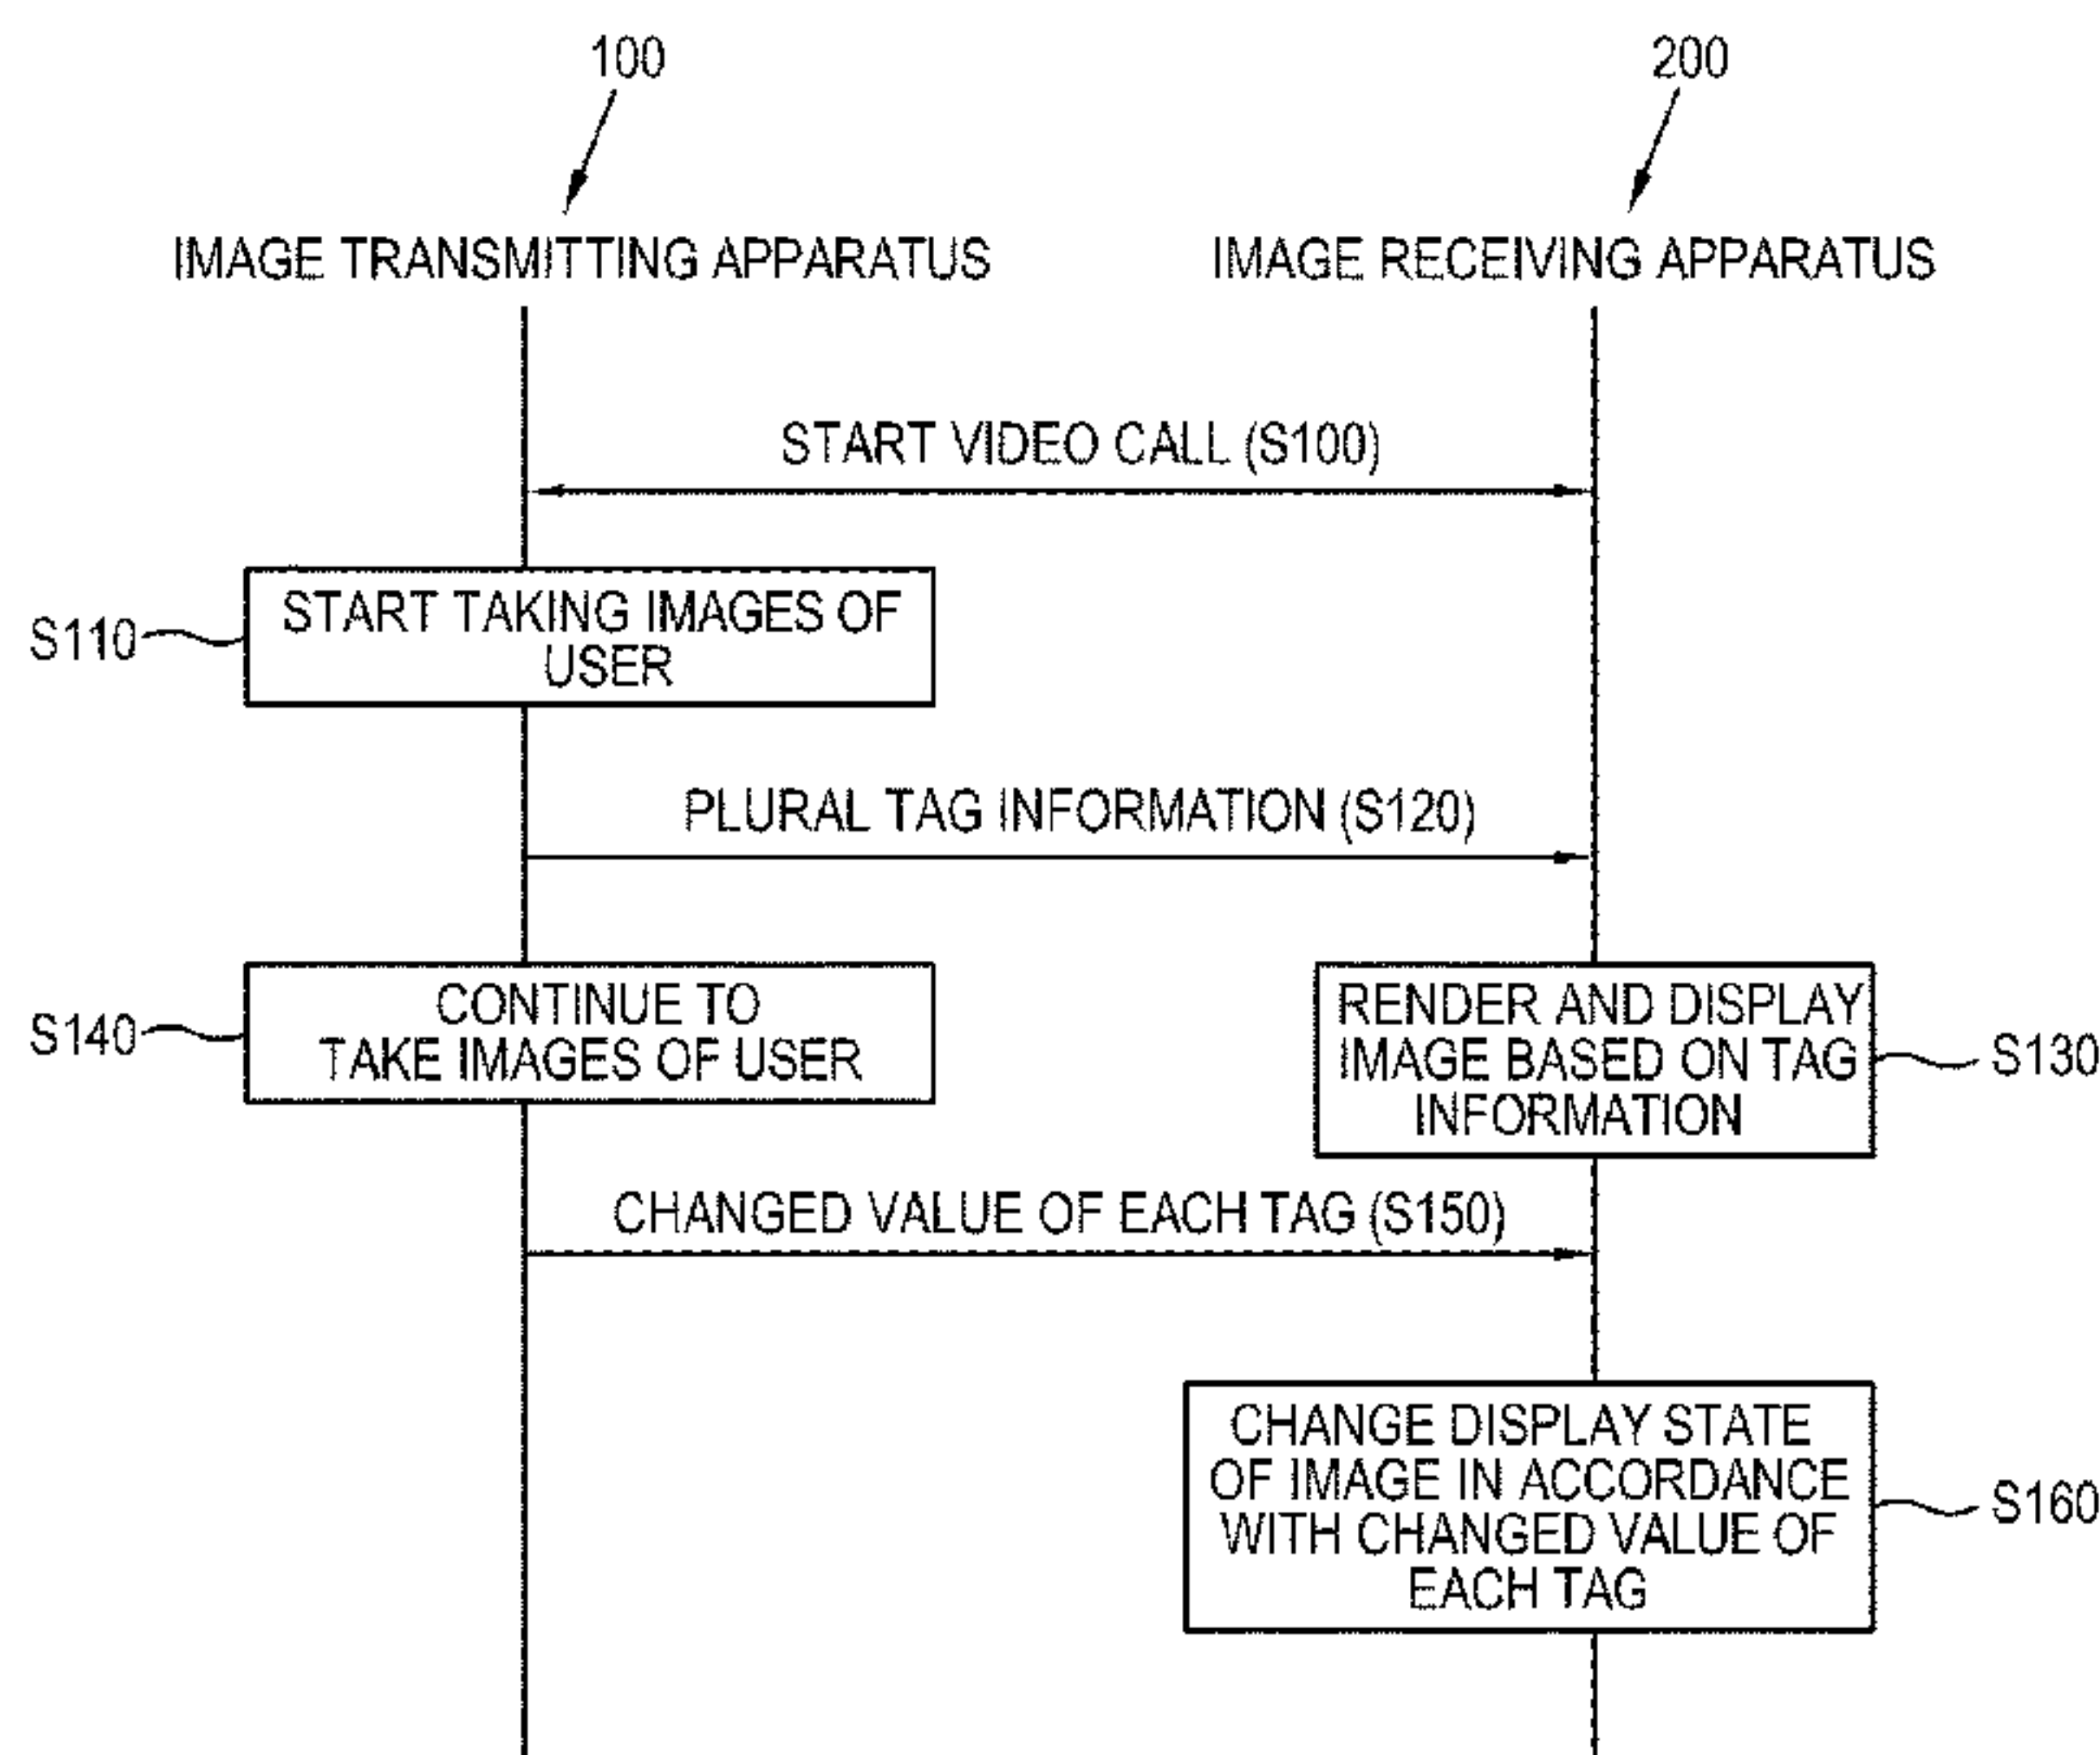 100
200
IMAGE TRANSMITTING APPARATUS
IMAGE RECEIVING APPARATUS
START VIDEO CALL (S100)
START TAKING IMAGES OF
USER
S110
PLURAL TAG INFORMATION (S120)
CONTINUE TO
TAKE IMAGES OF USER
S140
RENDER AND DISPLAY
IMAGE BASED ON TAG
INFORMATION
S130
CHANGED VALUE OF EACH TAG (S150)
CHANGE DISPLAY STATE
OF IMAGE IN ACCORDANCE
WITH CHANGED VALUE OF
EACH TAG
S160